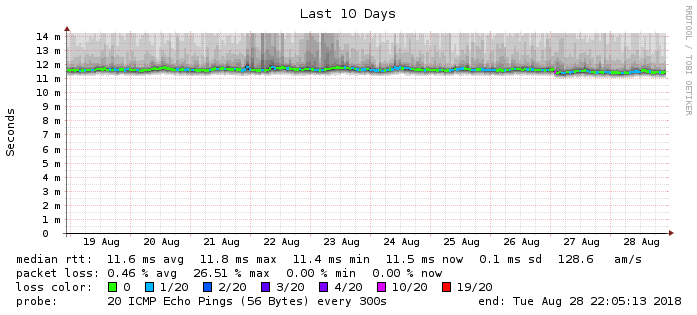 Last 10 Days
RRDTOOL / TOBI OETIKER
Seconds
14 m
13 m
12 m
11 m
10 m
9 m
8 m
7 m
6 m
5 m
4 m
3 m
2 m
1 m
0
19 Aug 20 Aug 21 Aug 22 Aug 23 Aug 24 Aug 25 Aug 26 Aug 27 Aug 28 Aug
median rtt: 11.6 ms avg 11.8 ms max 11.4 ms min 11.5 ms now 0.1 ms sd 128.6 am/s
packet loss: 0.46 % avg 26.51 % max 0.00 % min 0.00 % now
loss color: 0 1/20 2/20 3/20 4/20 10/20 19/20
probe: 20 ICMP Echo Pings (56 Bytes) every 300s end: Tue Aug 28 22:05:13 2018